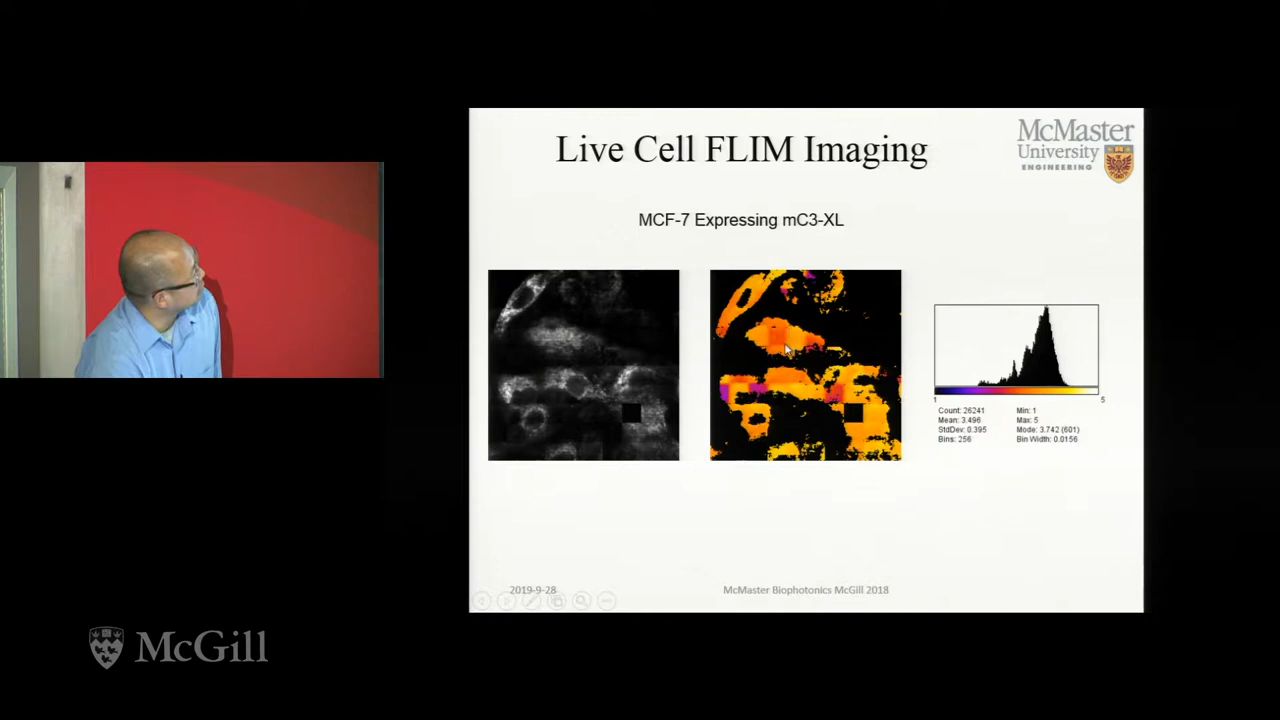 Live Cell FLIM Imaging
McMaster
University
ENGINEERING
MCF-7 Expressing mC3-XL
1
5
Count: 26241
Mean: 3.496
StdDev: 0.395
Bins: 256
Min: 1
Max: 5
Mode: 3.742 (601)
Bin Width: 0.0156
2019-9-28
McMaster Biophotonics McGill 2018
McGill